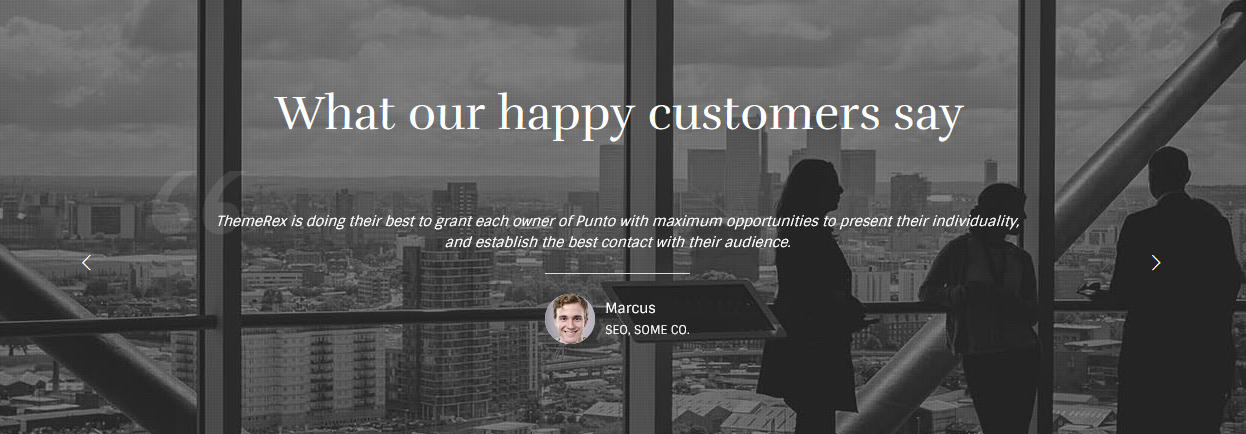 What our happy customers say
ThemeRex is doing their best to grant each owner of Punto with maximum opportunities to present their individuality,
and establish the best contact with their audience.
Marcus
SEO, SOME CO.